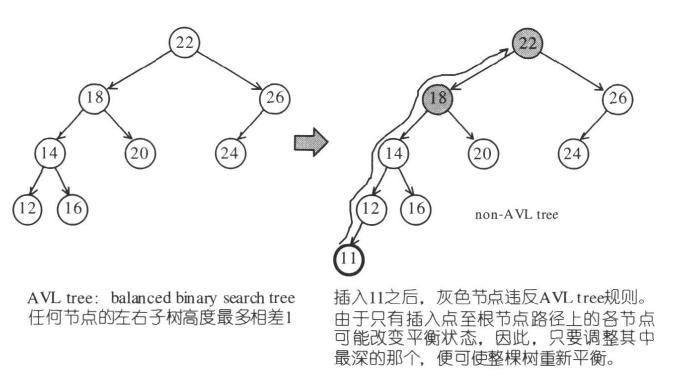 22
22
18
26
18
26
14
20
24
14
20
24
12
16
12
16
non-AVL tree
11
AVL tree: balanced binary search tree
任何节点的左右子树高度最多相差1
插入11之后，灰色节点违反AVL tree规则。
由于只有插入点至根节点路径上的各节点
可能改变平衡状态，因此，只要调整其中
最深的那个，便可使整棵树重新平衡。